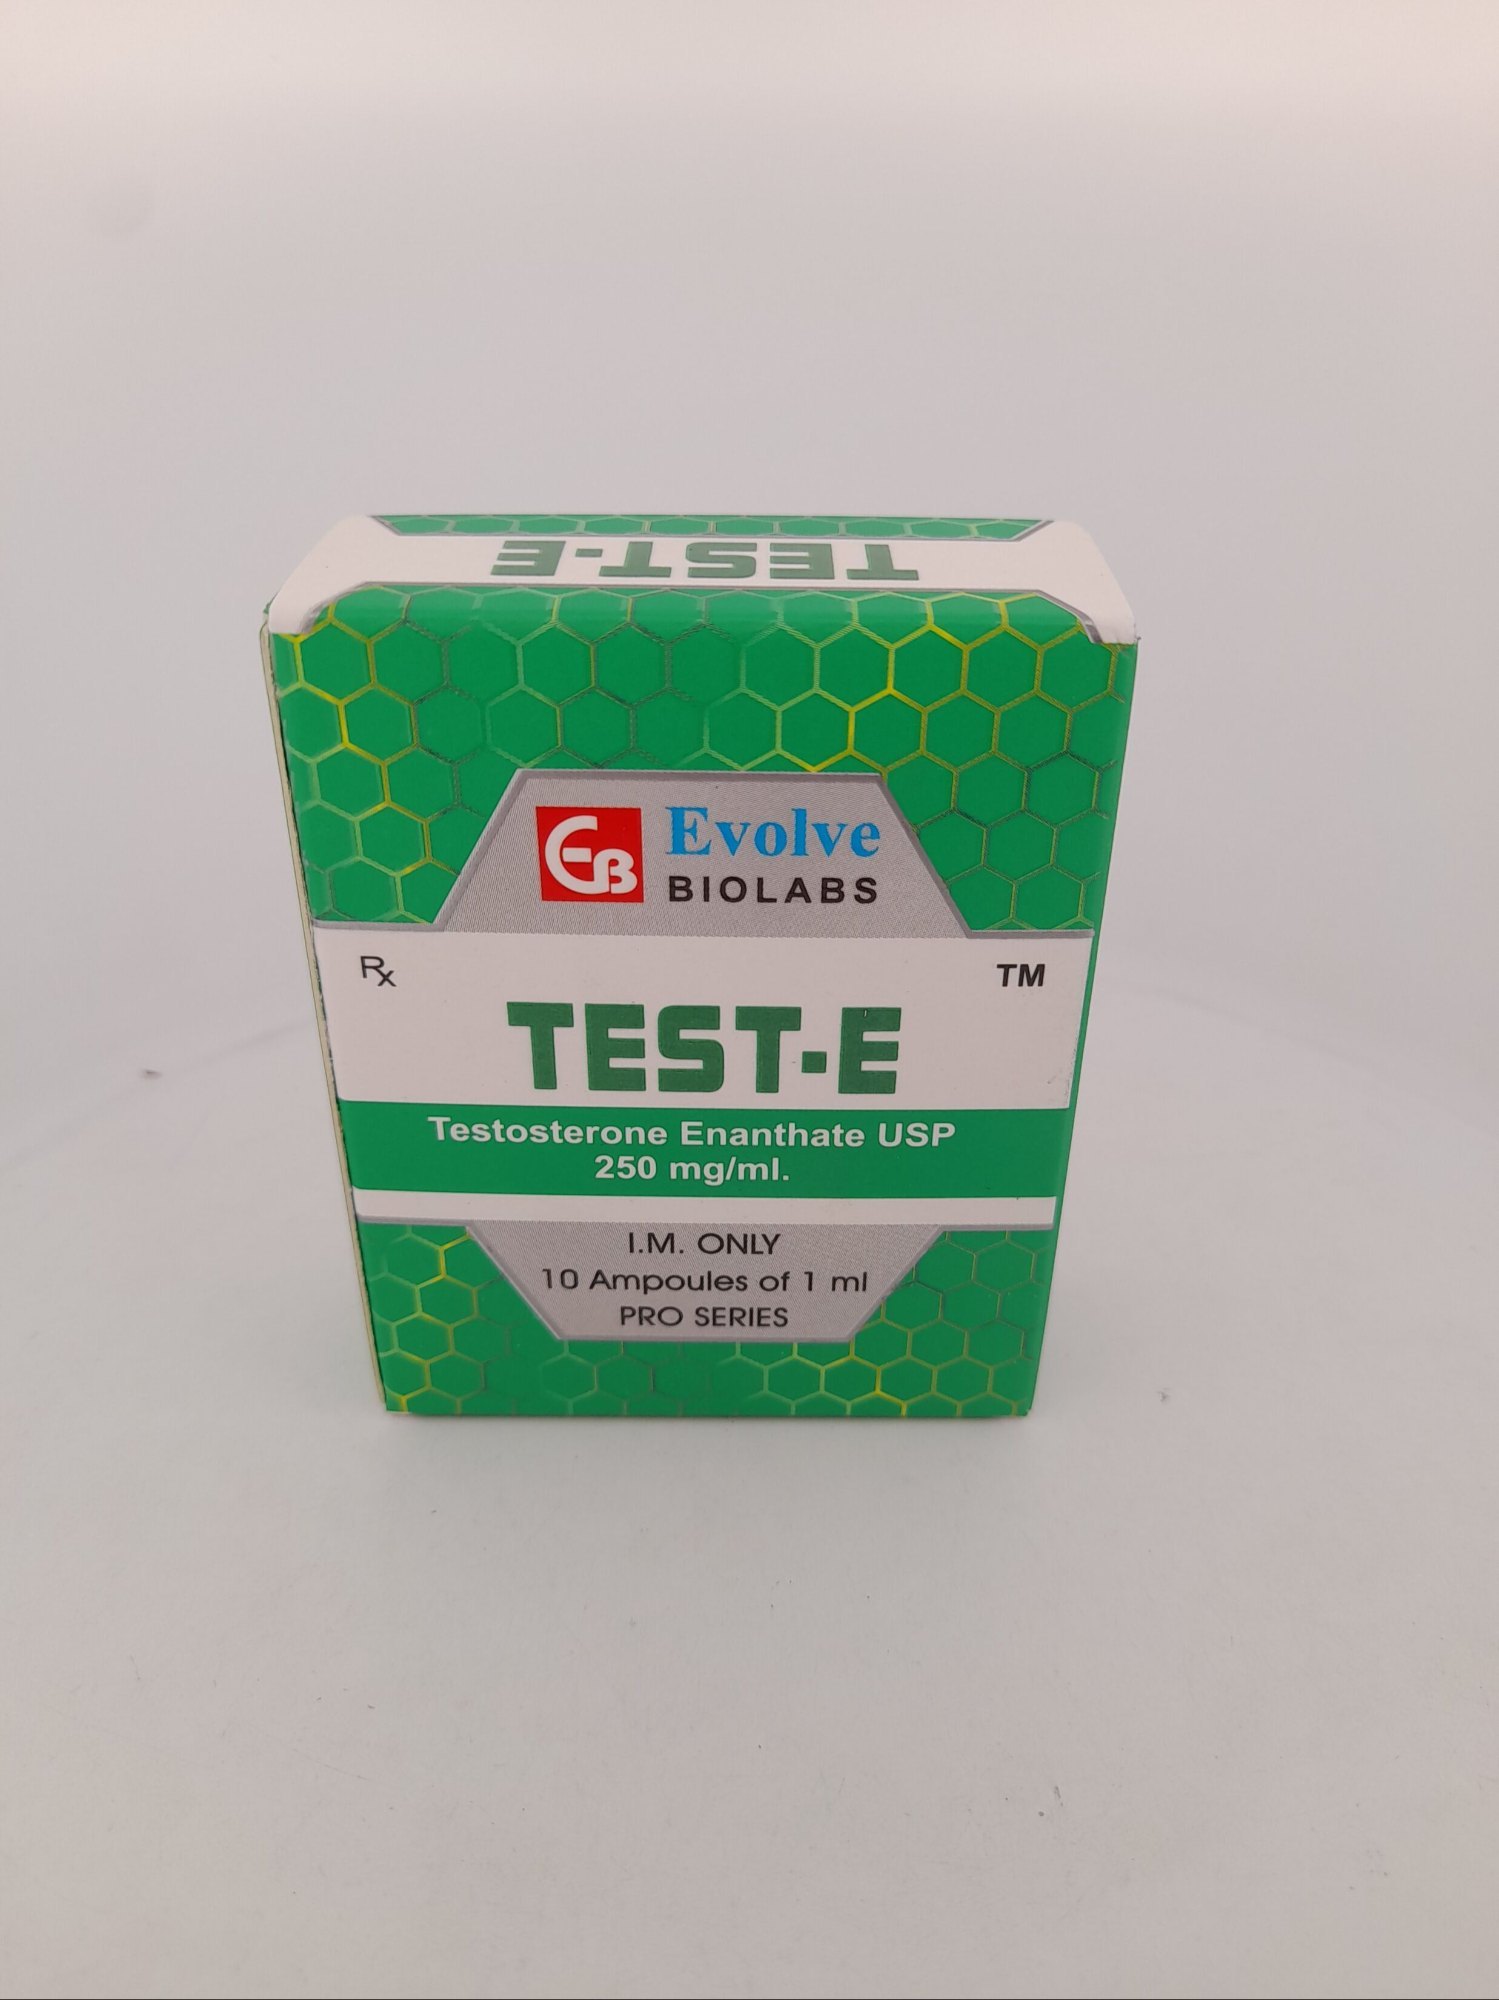 TEST-E
EB
Evolve
BIOLABS
Rx
TM
TEST-E
Testosterone Enanthate USP
250 mg/ml.
I.M. ONLY
10 Ampoules of 1 ml
PRO SERIES